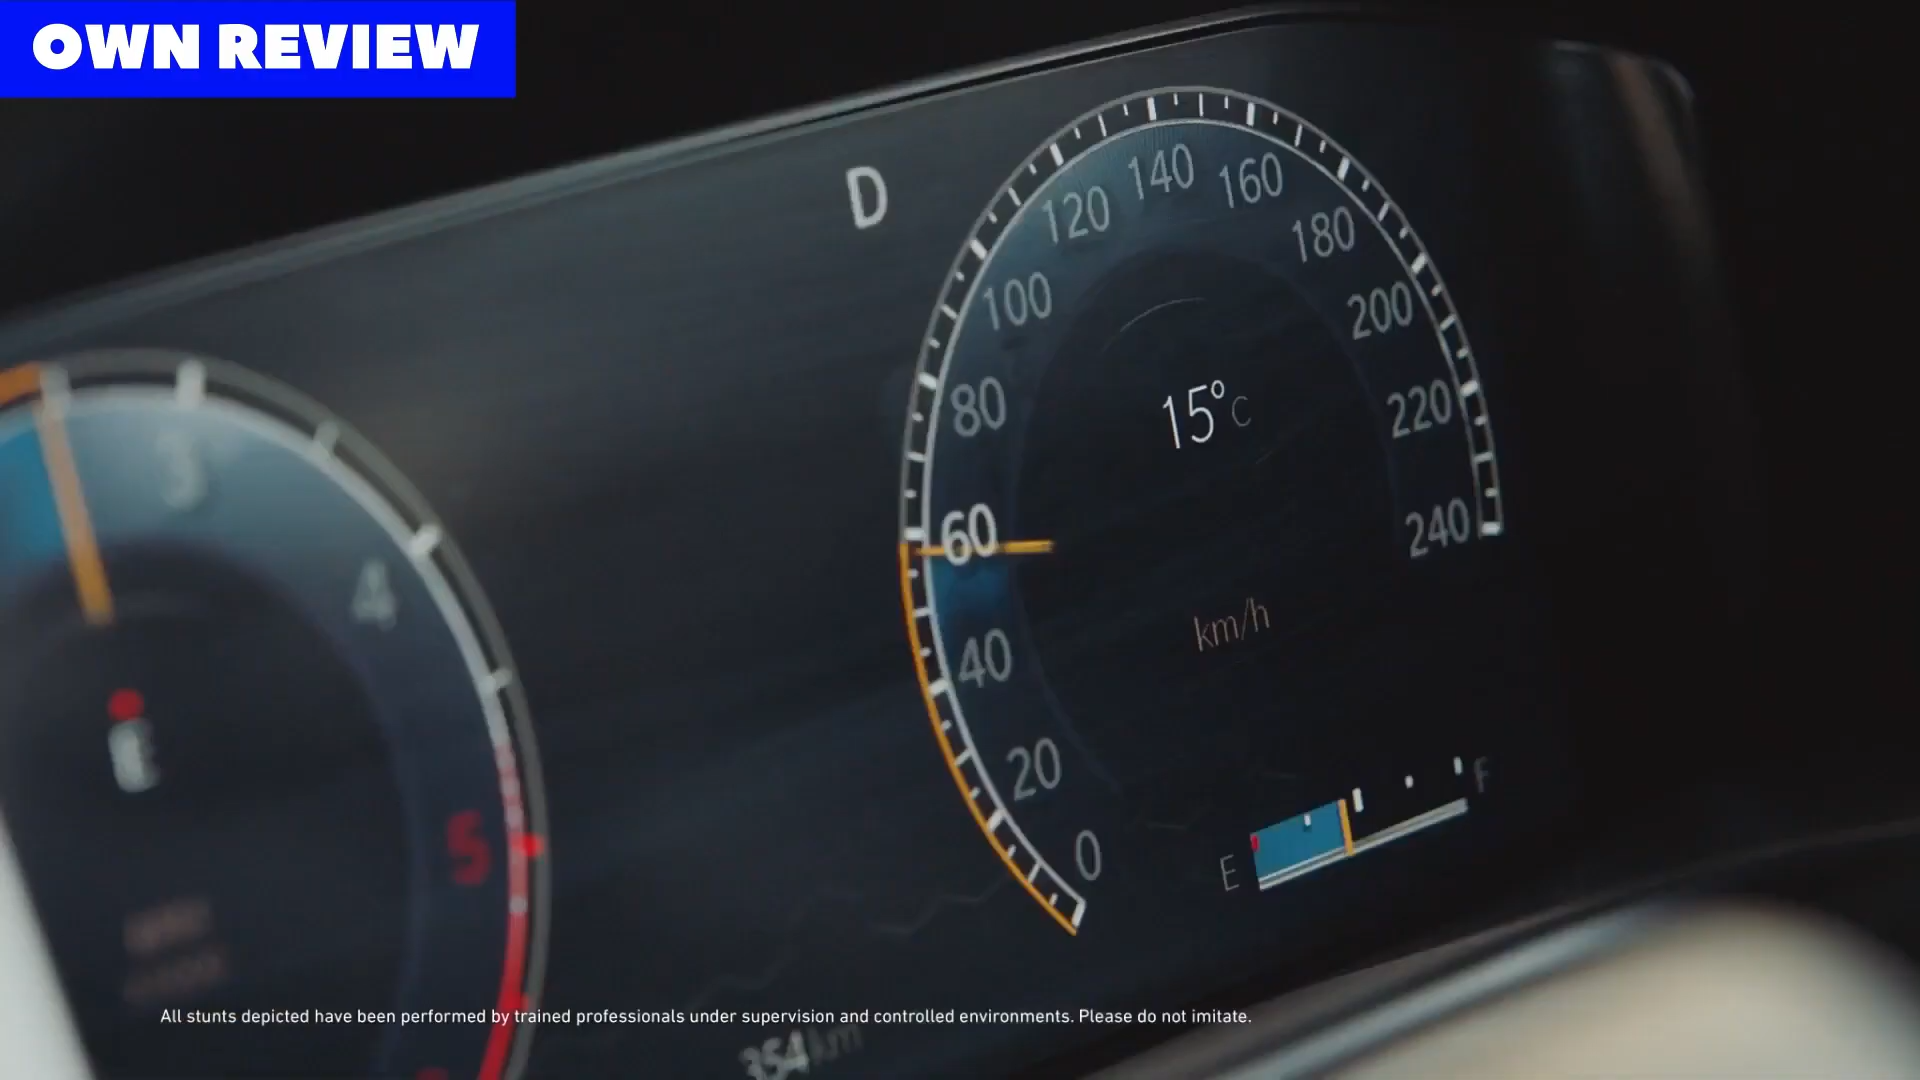 OWN REVIEW
D
0
20
40
60
80
100
120
140
160
180
200
220
240
15°C
km/h
E
F
3
4
5
354 km
All stunts depicted have been performed by trained professionals under supervision and controlled environments. Please do not imitate.